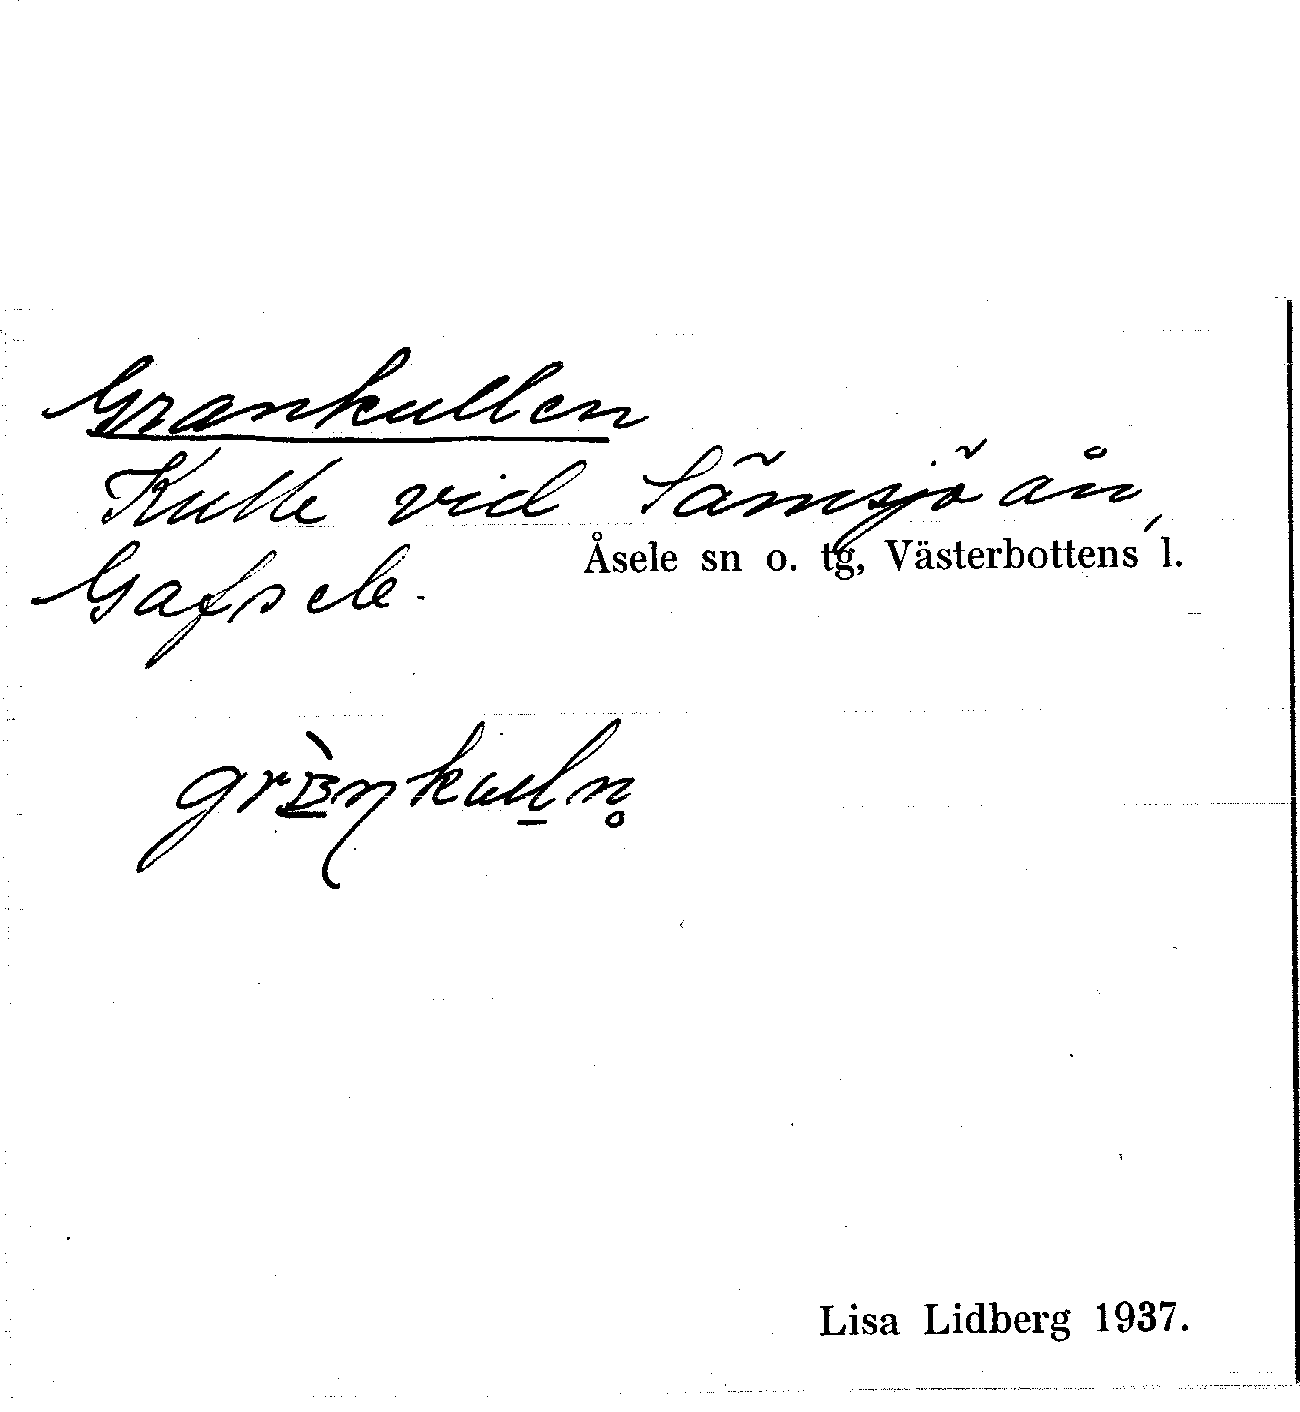 Grankullen
Kulle vid Sämsjöån,
Åsele sn o. tg, Västerbottens l.
Gafsele.
Lisa Lidberg 1937.